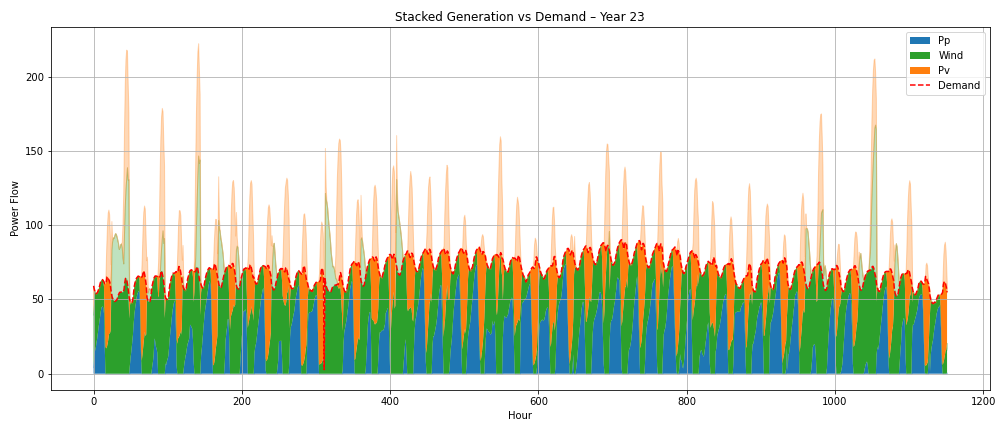 Stacked Generation vs Demand – Year 23
Pp
Wind
Pv
Demand
Power Flow
200
150
100
50
0
0 200 400 600 800 1000 1200
Hour